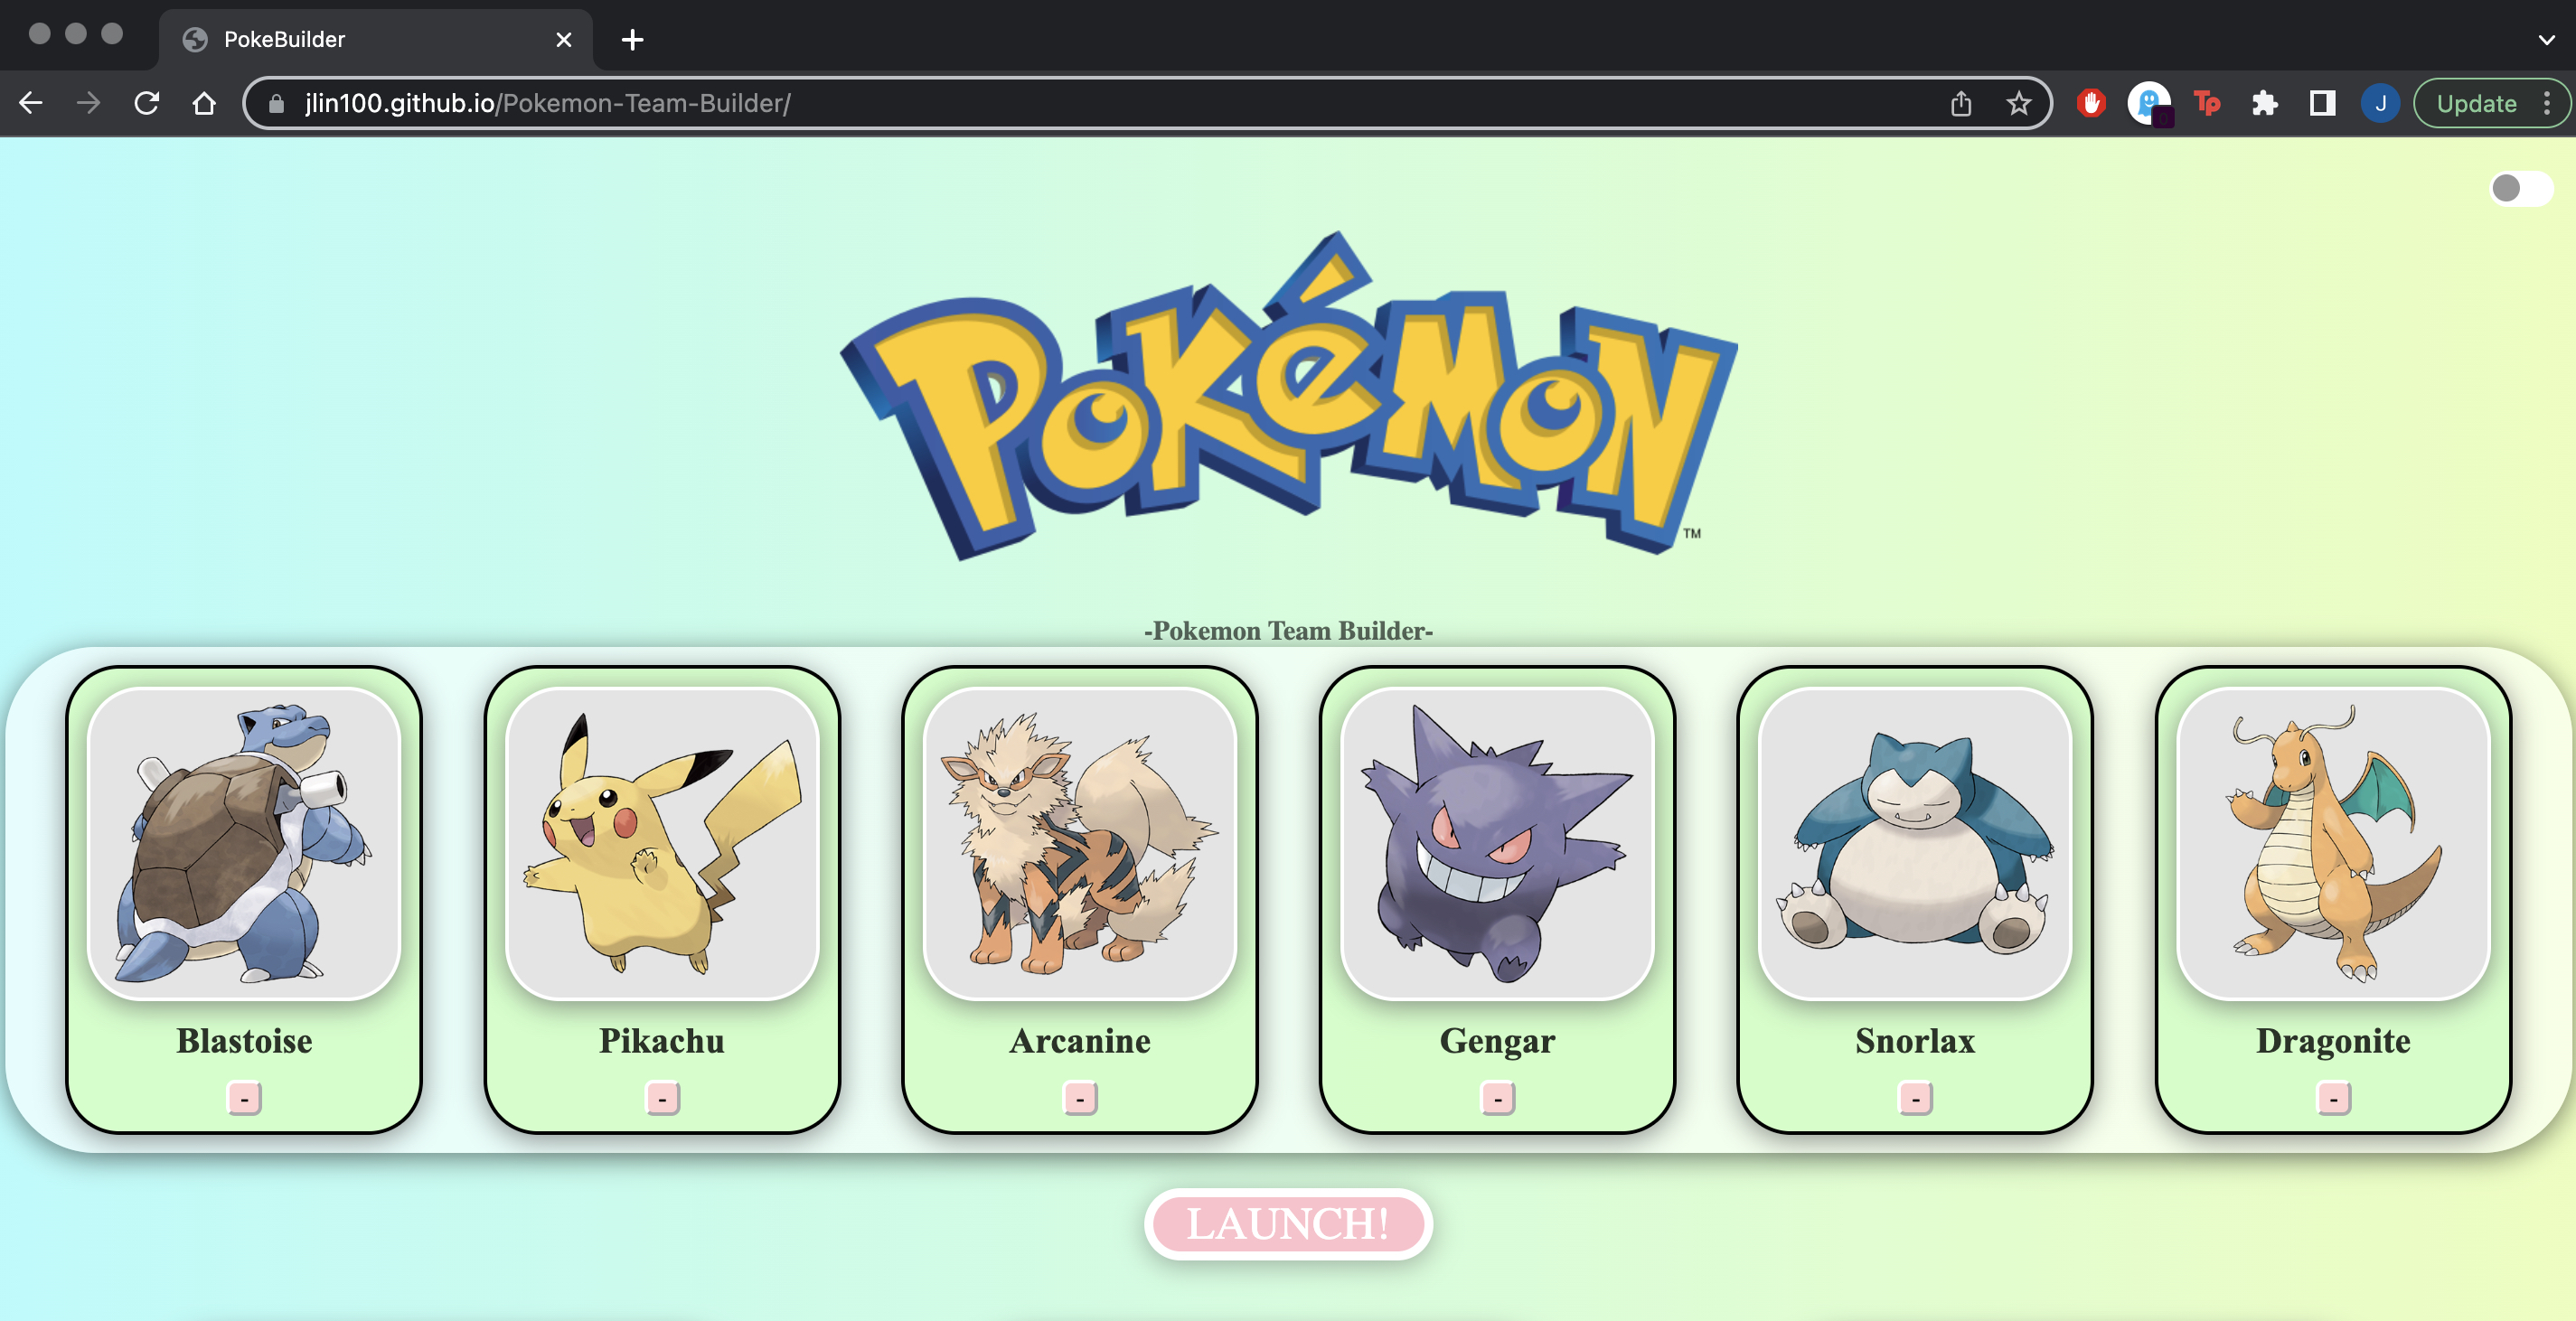 PokeBuilder
jlin100.github.io/Pokemon-Team-Builder/
Tp
J
Update
POKéMON
TM
-Pokemon Team Builder-
Blastoise
Pikachu
Arcanine
Gengar
Snorlax
Dragonite
-
-
-
-
-
-
LAUNCH!